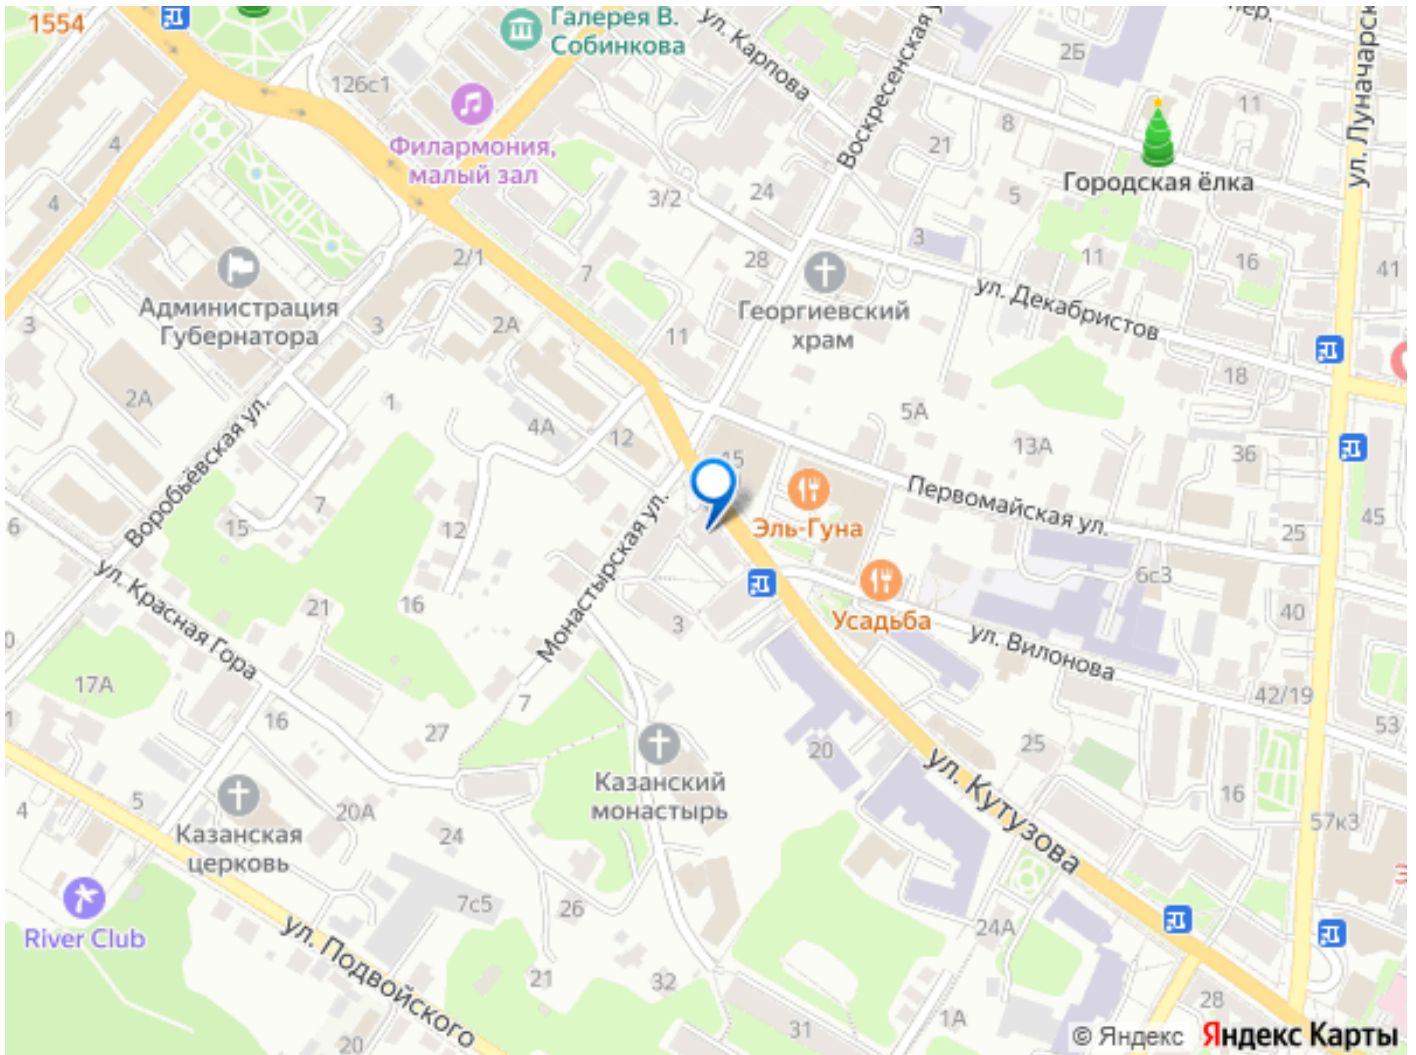 1554
Галерея В.
Собинкова
ул. Карпова
Воскресенская
пер.
2Б
ул. Луначарск
126с1
11
8
4
Филармония,
малый зал
21
Городская ёлка
4
3/2
24
5
3
2/1
7
28
11
16
41
Администрация
Губернатора
Георгиевский
храм
ул. Декабристов
3
3
2А
11
18
2А
1
4А
12
5А
13А
36
Воробьёвская ул.
15
Первомайская ул.
7
15
12
Эль-Гуна
25
45
6
Монастырская ул.
ул. Красная Гора
21
16
3
6с3
40
Усадьба
ул. Вилонова
17А
7
42/19
53
16
27
20
25
ул. Кутузова
Казанский
монастырь
16
4
5
20А
24
57к3
Казанская
церковь
7с5
26
24А
River Club
ул. Подвойского
21
32
28
20
31
1А
© Яндекс Яндекс Карты